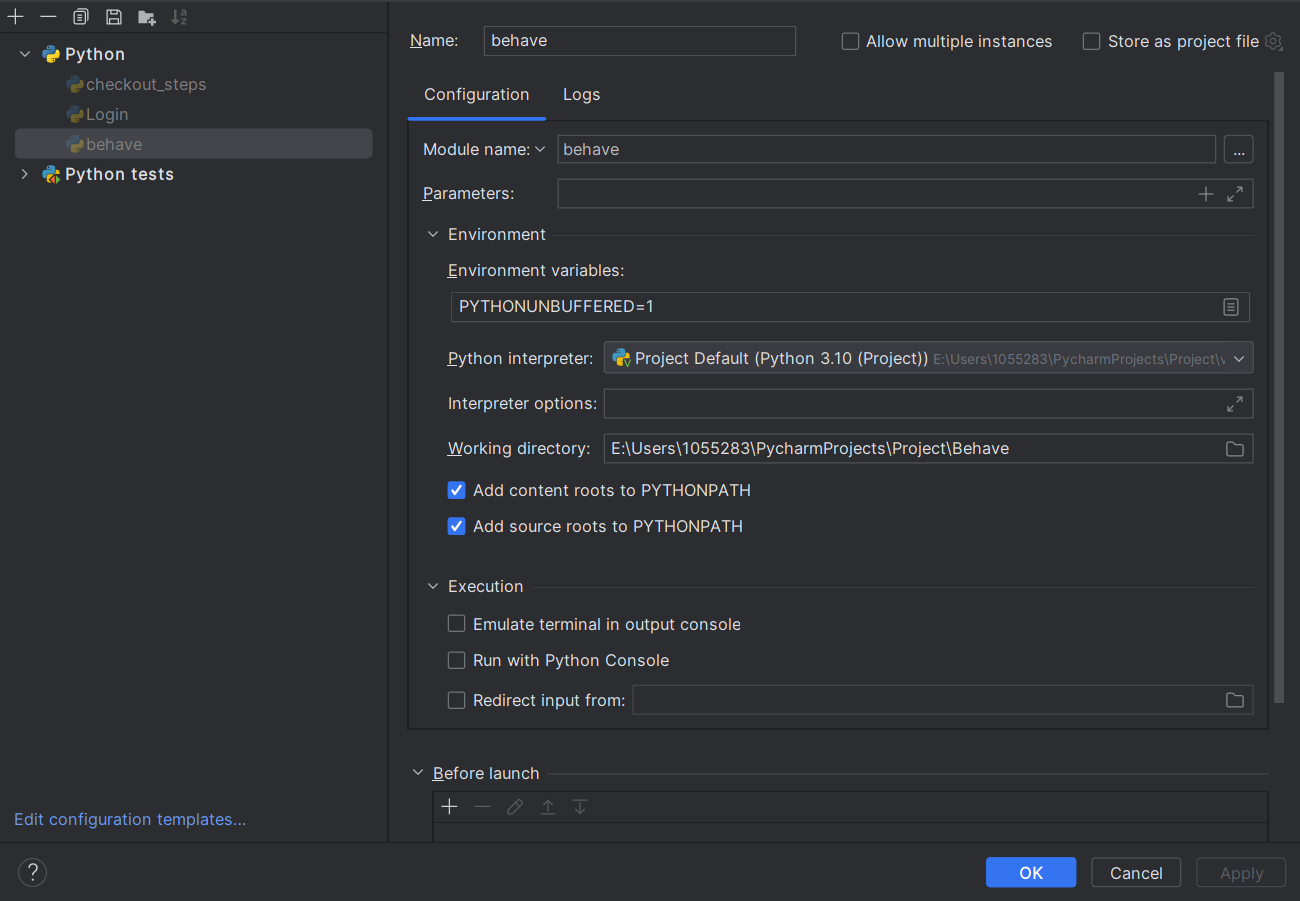 Python
checkout_steps
Login
behave
Python tests
Edit configuration templates...
?
Name: behave
Allow multiple instances
Store as project file
Configuration Logs
Module name: behave ...
Parameters:
Environment
Environment variables:
PYTHONUNBUFFERED=1
Python interpreter: Project Default (Python 3.10 (Project)) E:\Users\1055283\PycharmProjects\Project\v
Interpreter options:
Working directory: E:\Users\1055283\PycharmProjects\Project\Behave
Add content roots to PYTHONPATH
Add source roots to PYTHONPATH
Execution
Emulate terminal in output console
Run with Python Console
Redirect input from:
Before launch
OK Cancel Apply